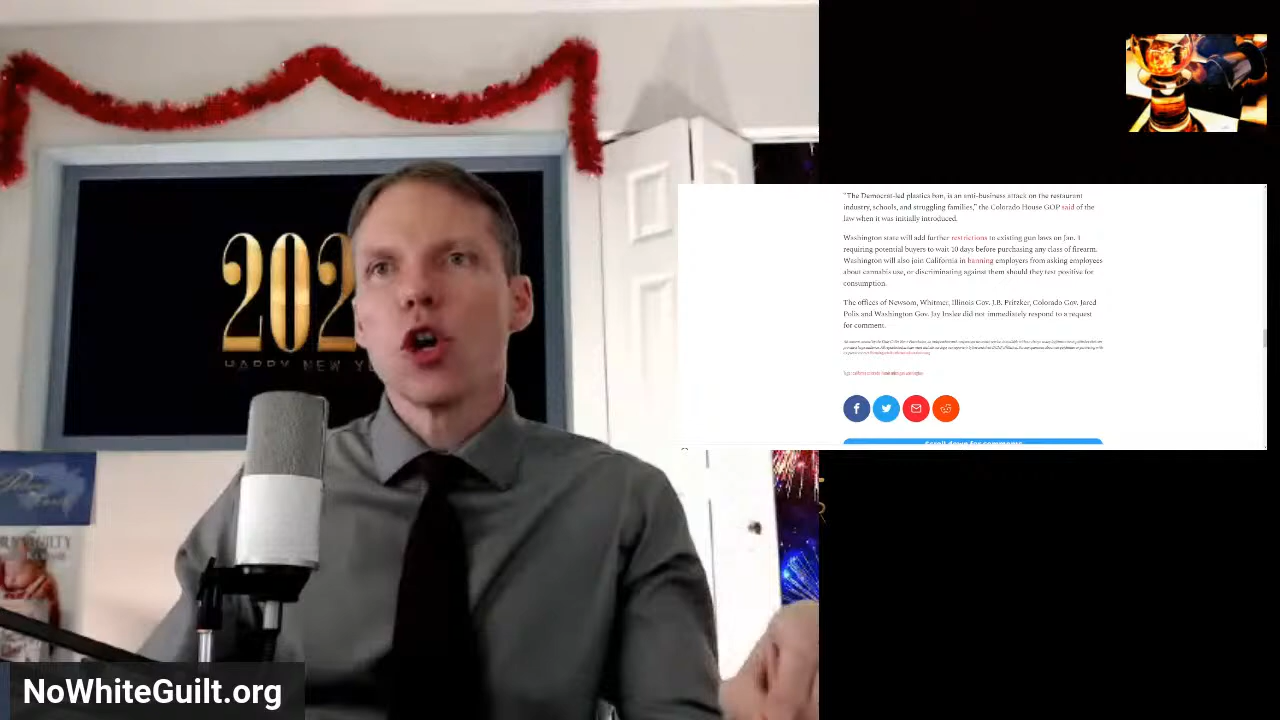 202
HAPPY NEW YE
"The Democrat-led plastics ban, is an anti-business attack on the restaurant
industry, schools, and struggling families," the Colorado House GOP said of the
law when it was initially introduced.
Washington state will add further restrictions to existing gun laws on Jan. 1
requiring potential buyers to wait 10 days before purchasing any class of firearm.
Washington will also join California in banning employers from asking employees
about cannabis use, or discriminating against them should they test positive for
consumption.
The offices of Newsom, Whitmer, Illinois Gov. J.B. Pritzker, Colorado Gov. Jared
Polis and Washington Gov. Jay Inslee did not immediately respond to a request
for comment.
Scroll down for comments
NoWhiteGuilt.org